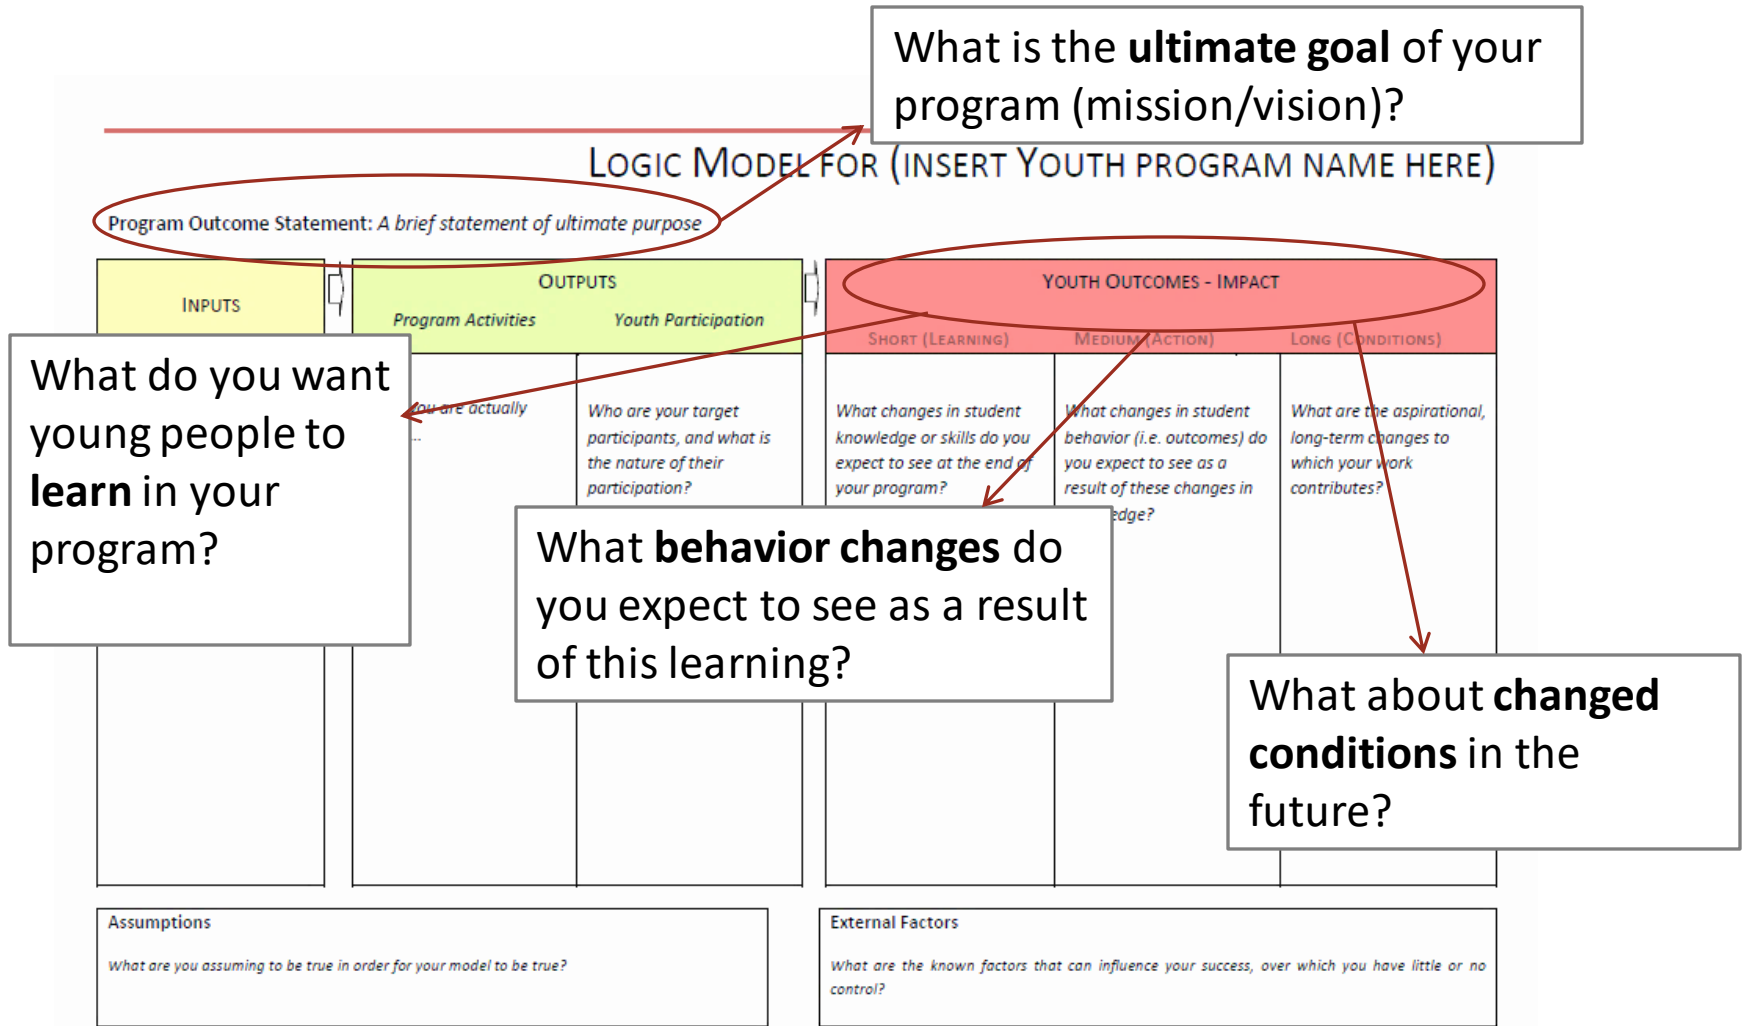 What is the ultimate goal of your
program (mission/vision)?
LOGIC MODEL FOR (INSERT YOUTH PROGRAM NAME HERE)
Program Outcome Statement: A brief statement of ultimate purpose
INPUTS
OUTPUTS
Program Activities
Youth Participation
YOUTH OUTCOMES - IMPACT
SHORT (LEARNING)
MEDIUM (ACTION)
LONG (CONDITIONS)
What do you want
young people to
learn in your
program?
you are actually
...
Who are your target
participants, and what is
the nature of their
participation?
What changes in student
knowledge or skills do you
expect to see at the end of
your program?
What changes in student
behavior (i.e. outcomes) do
you expect to see as a
result of these changes in
What are the aspirational,
long-term changes to
which your work
contributes?
What behavior changes do
you expect to see as a result
of this learning?
What about changed
conditions in the
future?
Assumptions
What are you assuming to be true in order for your model to be true?
External Factors
What are the known factors that can influence your success, over which you have little or no
control?